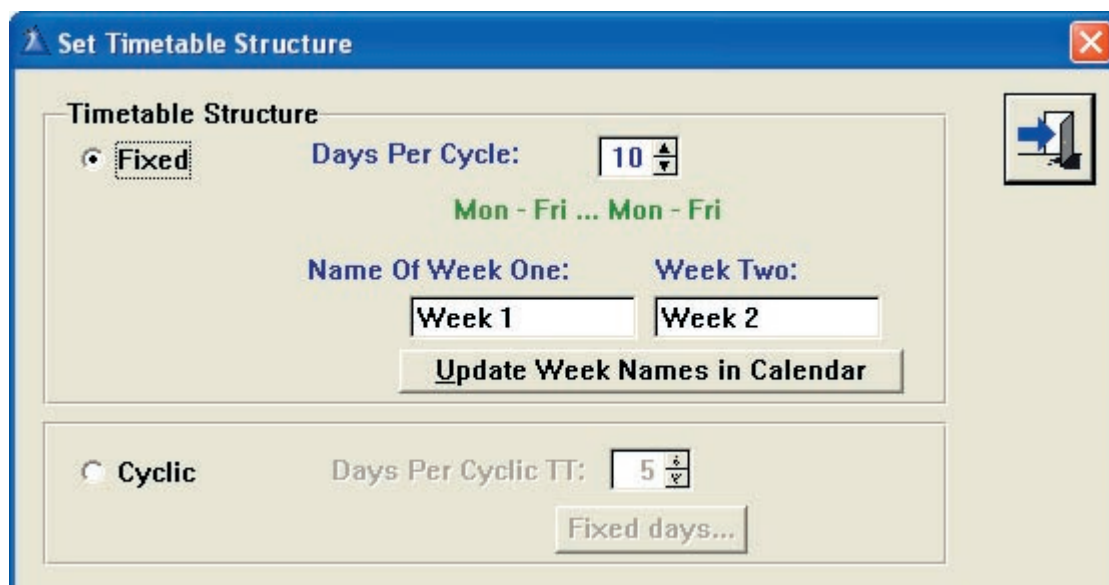 Set Timetable Structure
Timetable Structure
Fixed Days Per Cycle: 10
Mon - Fri ... Mon - Fri
Name Of Week One: Week Two:
Week 1 Week 2
Update Week Names in Calendar
Cyclic Days Per Cyclic TT: 5
Fixed days...